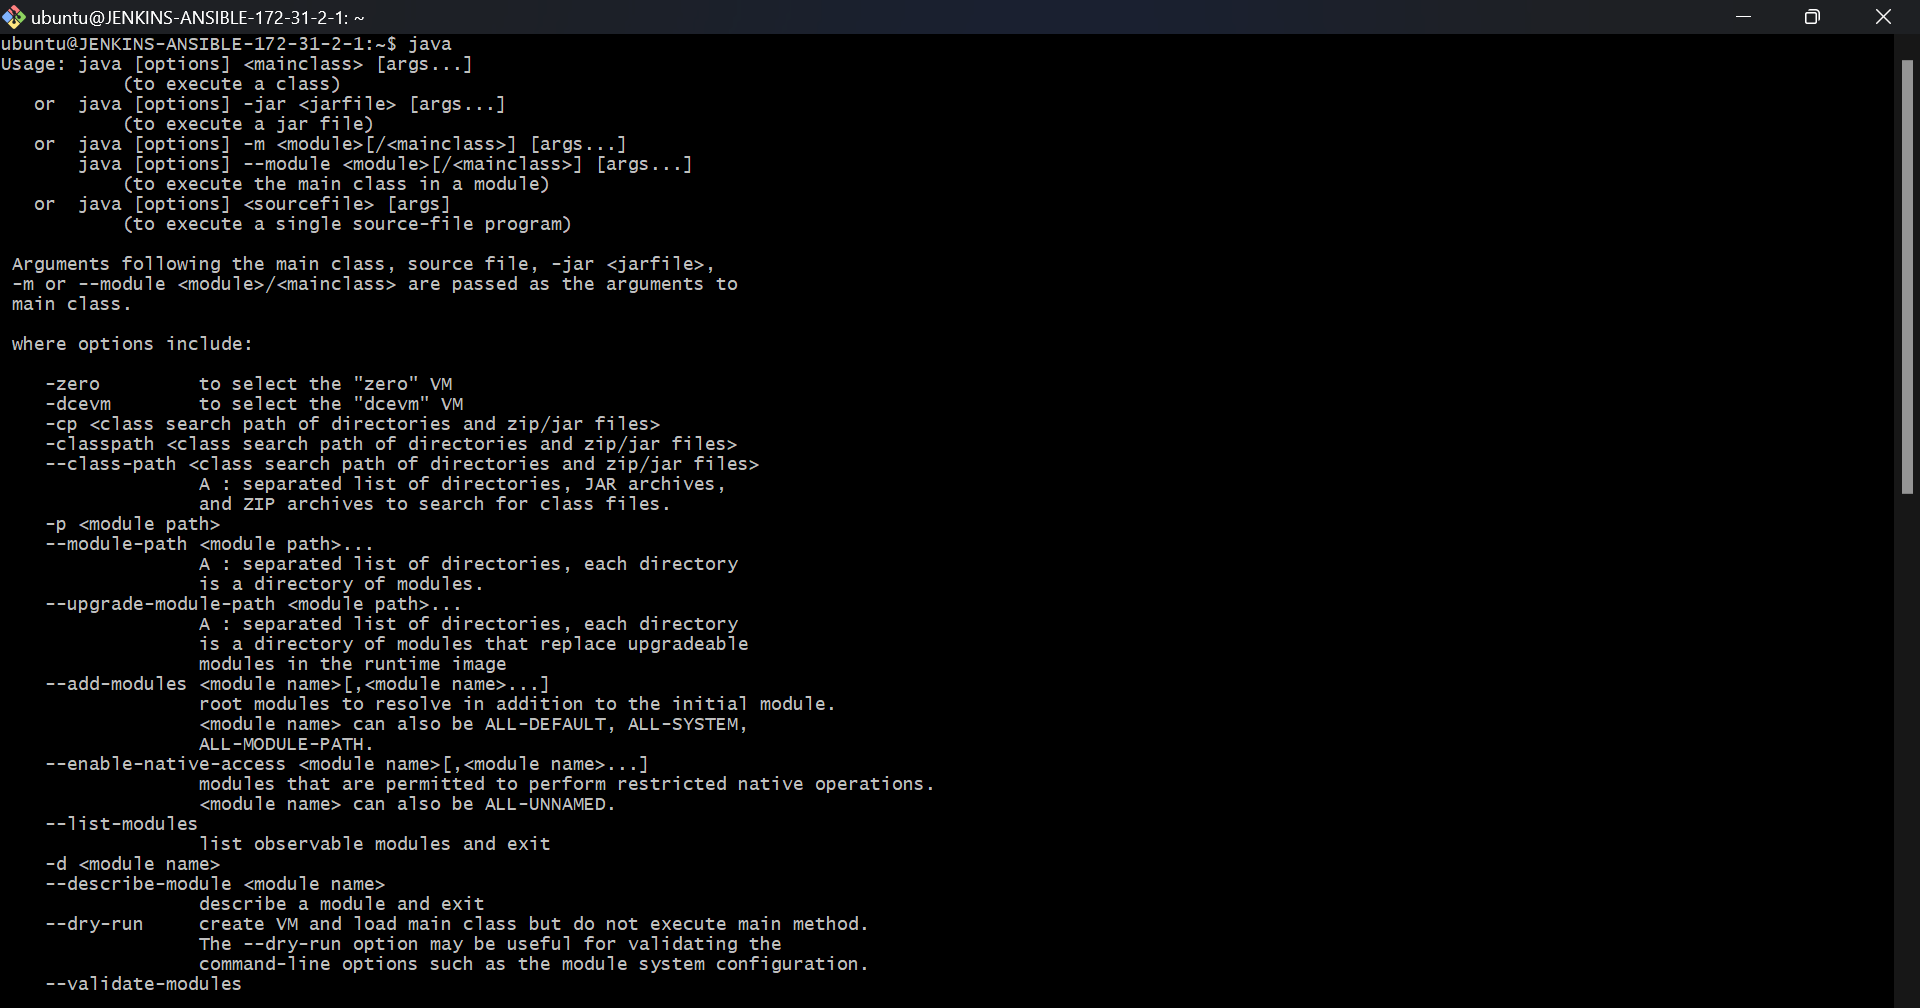 ubuntu@JENKINS-ANSIBLE-172-31-2-1: ~
ubuntu@JENKINS-ANSIBLE-172-31-2-1:~$ java
Usage: java [options] <mainclass> [args...]
           (to execute a class)
   or  java [options] -jar <jarfile> [args...]
           (to execute a jar file)
   or  java [options] -m <module>[/<mainclass>] [args...]
       java [options] --module <module>[/<mainclass>] [args...]
           (to execute the main class in a module)
   or  java [options] <sourcefile> [args]
           (to execute a single source-file program)

 Arguments following the main class, source file, -jar <jarfile>,
 -m or --module <module>/<mainclass> are passed as the arguments to
 main class.

 where options include:

    -zero         to select the "zero" VM
    -dcevm        to select the "dcevm" VM
    -cp <class search path of directories and zip/jar files>
    -classpath <class search path of directories and zip/jar files>
    --class-path <class search path of directories and zip/jar files>
                  A : separated list of directories, JAR archives,
                  and ZIP archives to search for class files.
    -p <module path>
    --module-path <module path>...
                  A : separated list of directories, each directory
                  is a directory of modules.
    --upgrade-module-path <module path>...
                  A : separated list of directories, each directory
                  is a directory of modules that replace upgradeable
                  modules in the runtime image
    --add-modules <module name>[,<module name>...]
                  root modules to resolve in addition to the initial module.
                  <module name> can also be ALL-DEFAULT, ALL-SYSTEM,
                  ALL-MODULE-PATH.
    --enable-native-access <module name>[,<module name>...]
                  modules that are permitted to perform restricted native operations.
                  <module name> can also be ALL-UNNAMED.
    --list-modules
                  list observable modules and exit
    -d <module name>
    --describe-module <module name>
                  describe a module and exit
    --dry-run     create VM and load main class but do not execute main method.
                  The --dry-run option may be useful for validating the
                  command-line options such as the module system configuration.
    --validate-modules